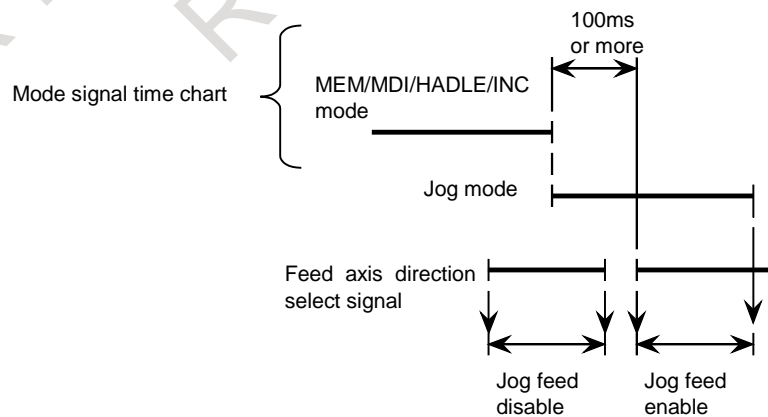 100ms
or more
Mode signal time chart
MEM/MDI/HADLE/INC
mode
Jog mode
Feed axis direction
select signal
Jog feed
disable
Jog feed
enable